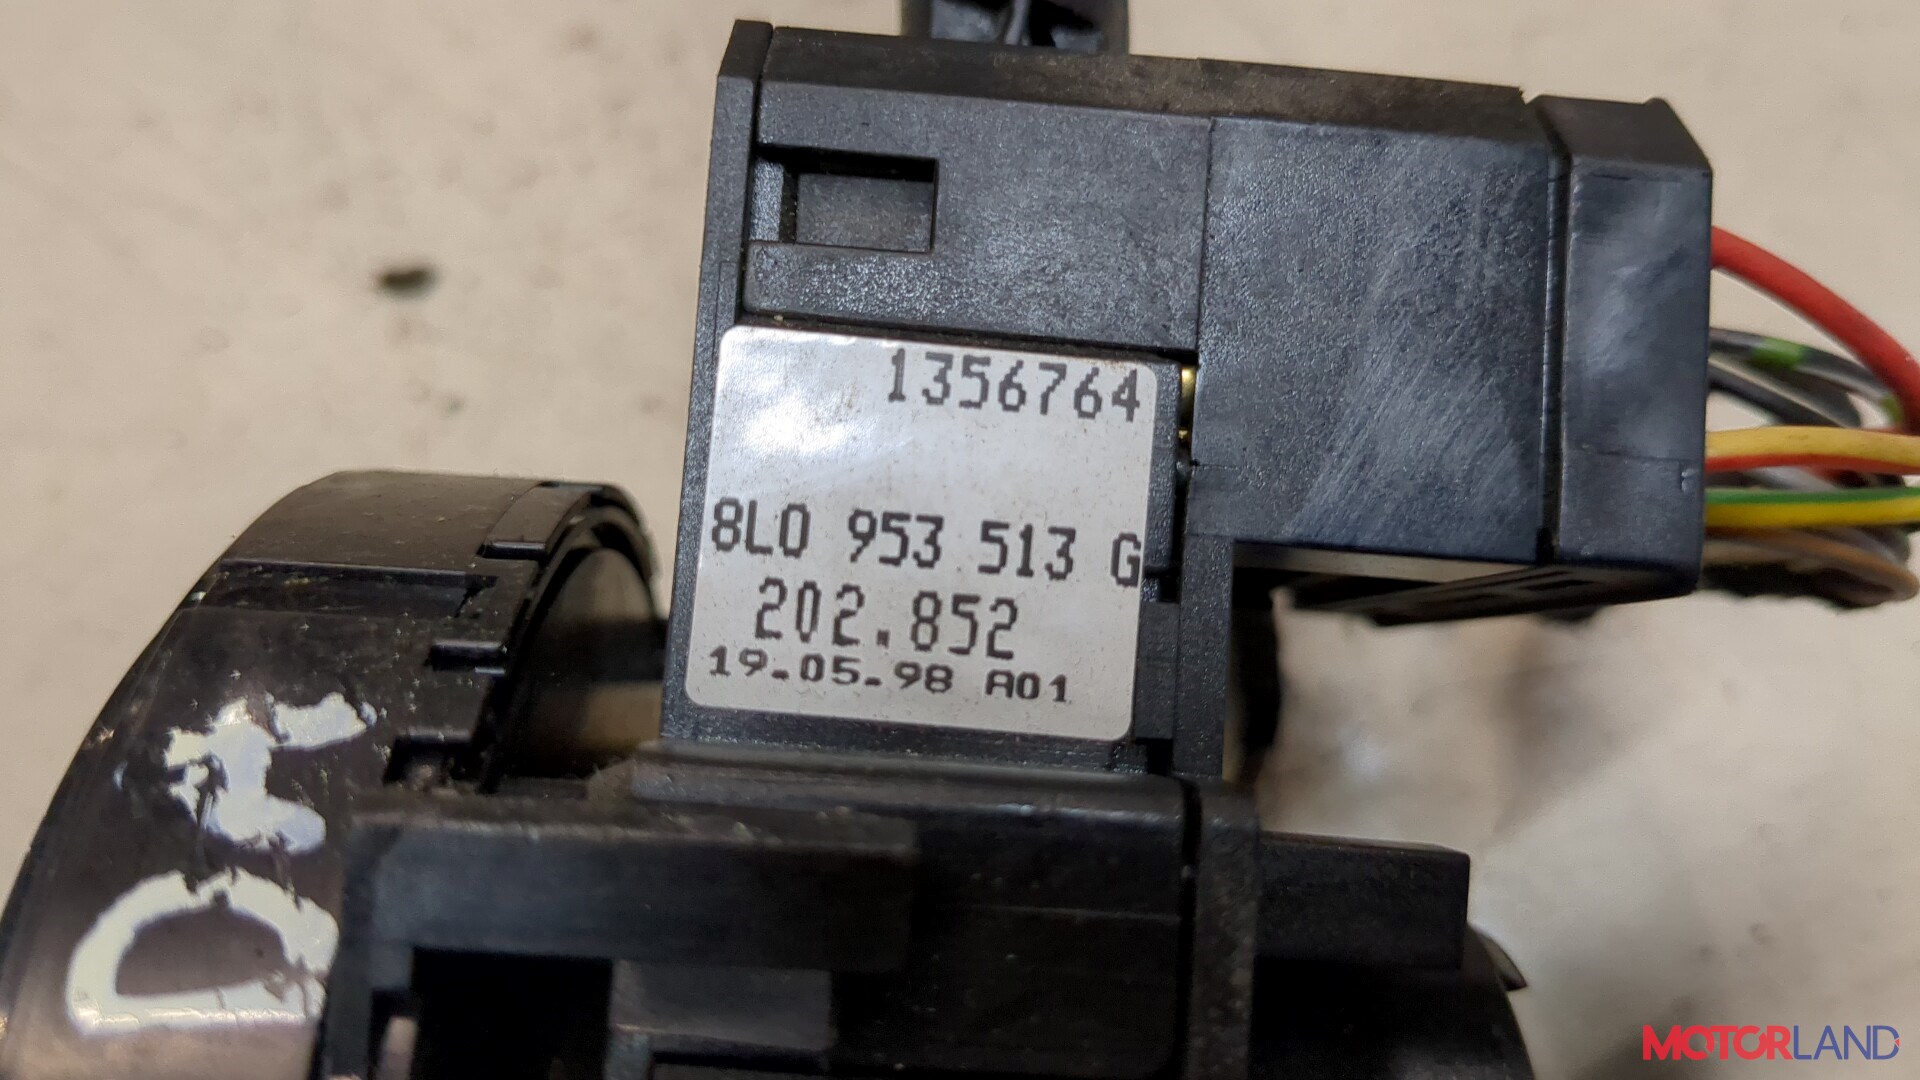 1356764
8L0 953 513 G
202.852
19.05.98 A01
MOTORLAND